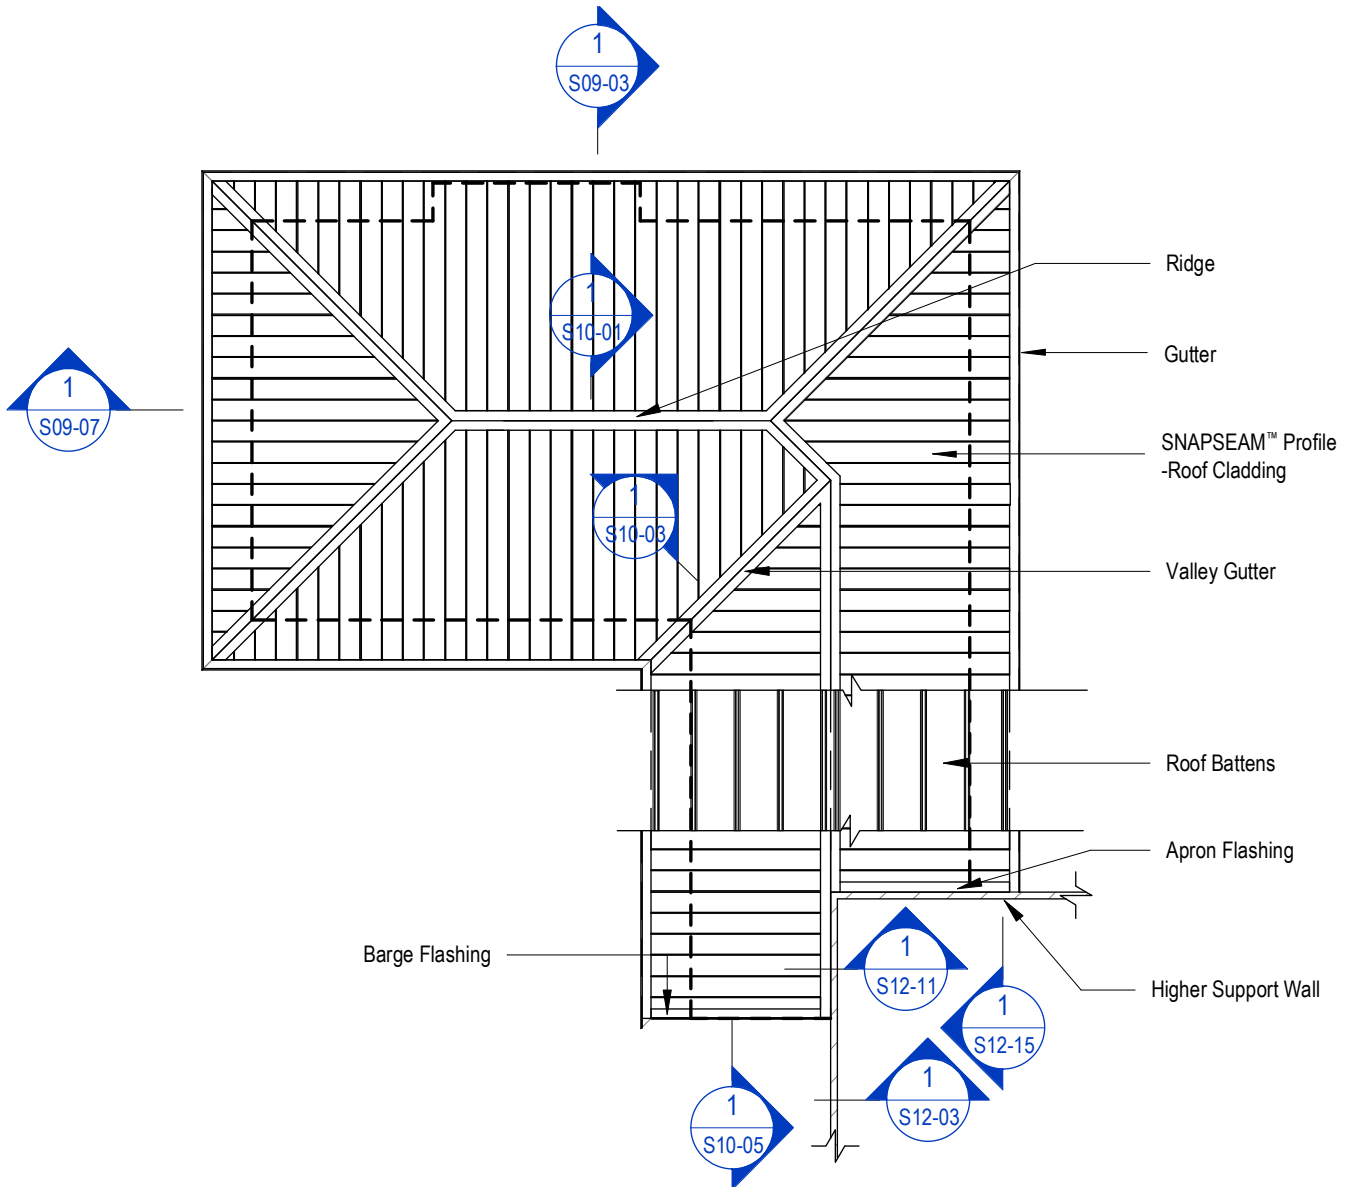 1
S09-03
Ridge
1
S10-01
Gutter
1
S09-07
SNAPSEAM™ Profile
-Roof Cladding
1
S10-03
Valley Gutter
Roof Battens
Apron Flashing
Barge Flashing
1
S12-11
Higher Support Wall
1
S12-15
1
S12-03
1
S10-05